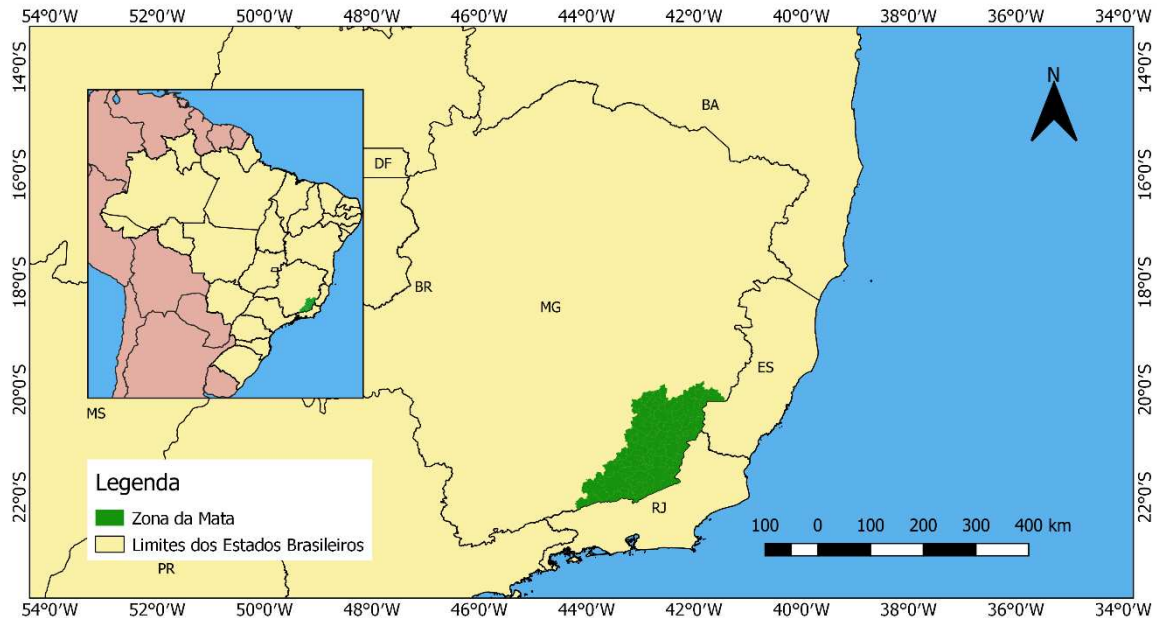 54°0'O 52°0'O 50°0'O 48°0'O 46°0'O 44°0'O 42°0'O 40°0'O 38°0'O 36°0'O 34°0'O
14°0'S 14°0'S
N
BA
DF
16°0'S 16°0'S
BR
18°0'S 18°0'S
MG
ES
20°0'S 20°0'S
MS
Legenda
Zona da Mata
Limites dos Estados Brasileiros
22°0'S 22°0'S
RJ
100 0 100 200 300 400 km
PR
54°0'O 52°0'O 50°0'O 48°0'O 46°0'O 44°0'O 42°0'O 40°0'O 38°0'O 36°0'O 34°0'O